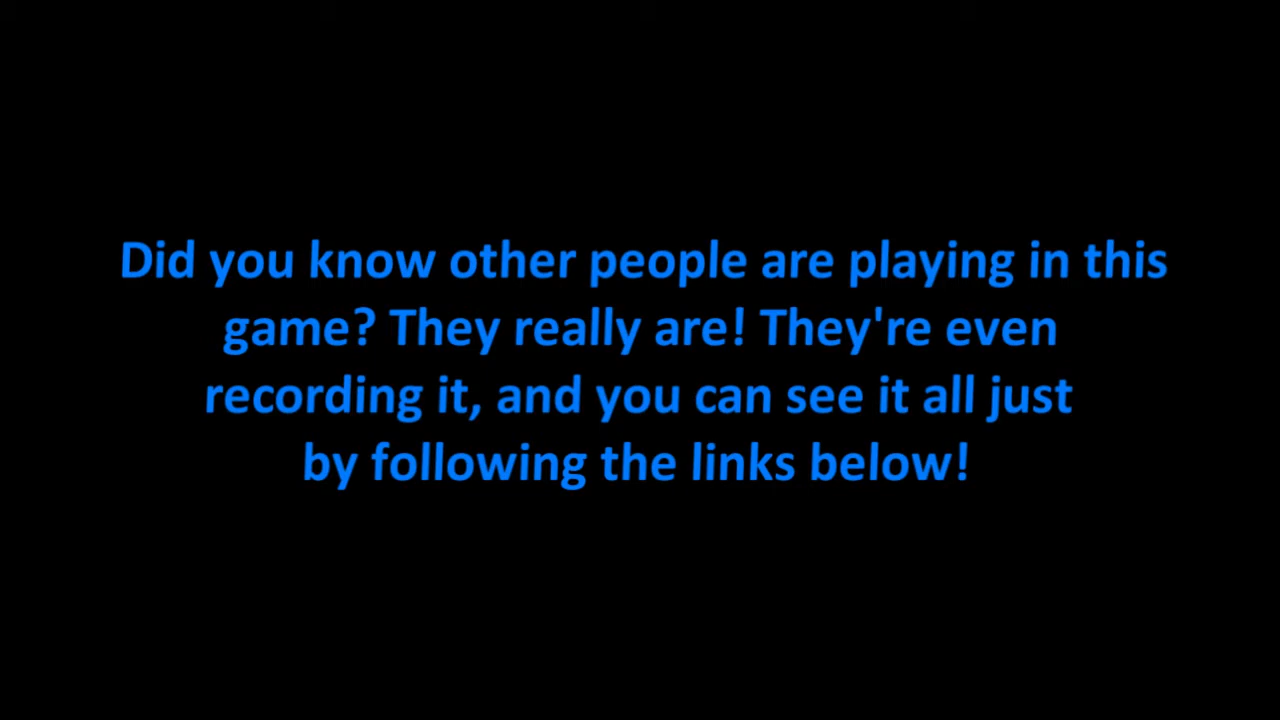 Did you know other people are playing in this
game? They really are! They're even
recording it, and you can see it all just
by following the links below!